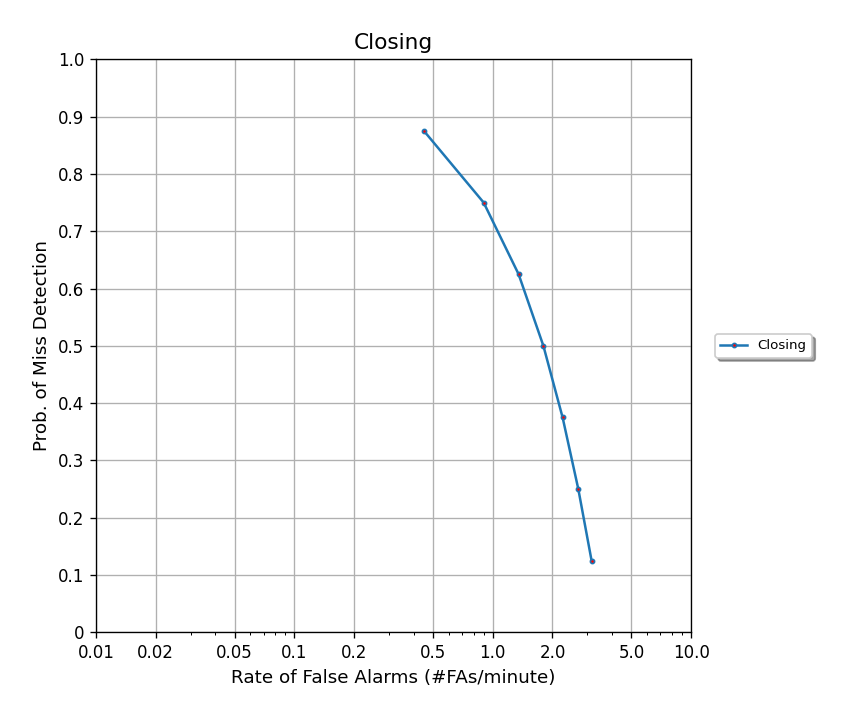 Closing
1.0
0.9
0.8
0.7
0.6
0.5
0.4
0.3
0.2
0.1
0
Prob. of Miss Detection
0.01 0.02 0.05 0.1 0.2 0.5 1.0 2.0 5.0 10.0
Rate of False Alarms (#FAs/minute)
Closing